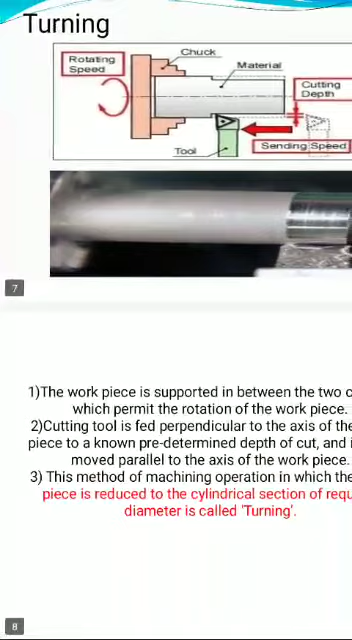 Turning
Chuck
Rotating
Speed
Material
Cutting
Depth
Tool
Sending Speed
7
1)The work piece is supported in between the two
which permit the rotation of the work piece.
2)Cutting tool is fed perpendicular to the axis of the
piece to a known pre-determined depth of cut, and
moved parallel to the axis of the work piece.
3) This method of machining operation in which the
piece is reduced to the cylindrical section of
diameter is called 'Turning'.
8